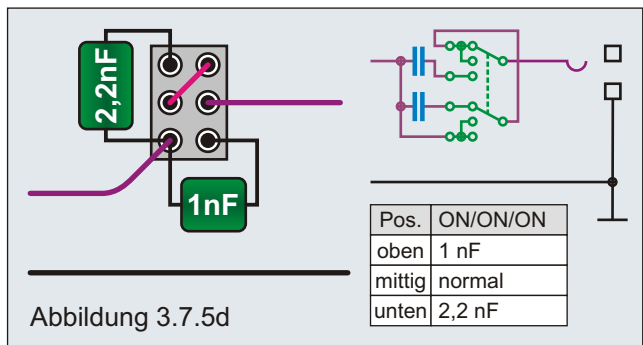 2,2nF
1nF
Pos. ON/ON/ON
oben 1 nF
mittig normal
unten 2,2 nF
Abbildung 3.7.5d